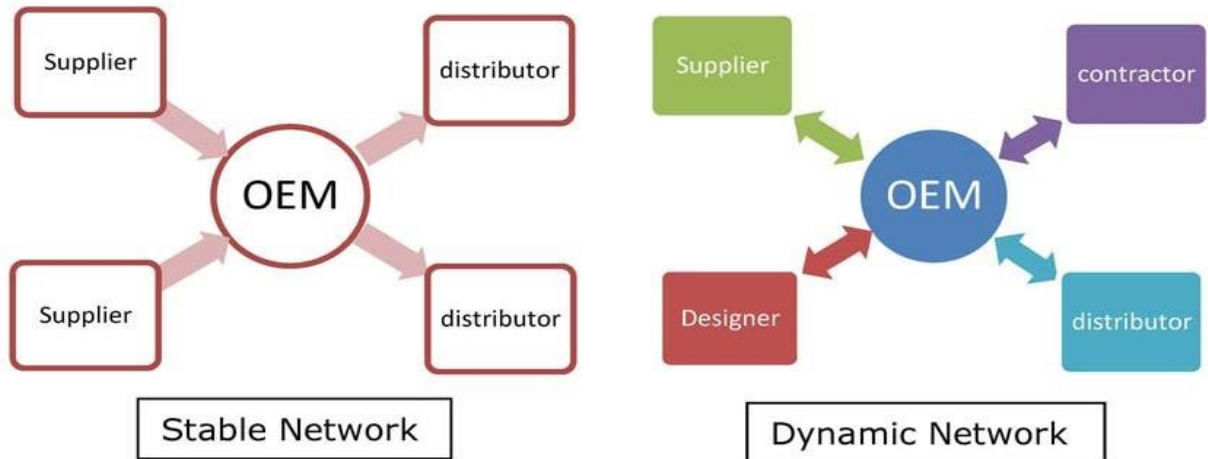 Supplier
distributor
OEM
Supplier
distributor
Stable Network
Supplier
contractor
OEM
Designer
distributor
Dynamic Network